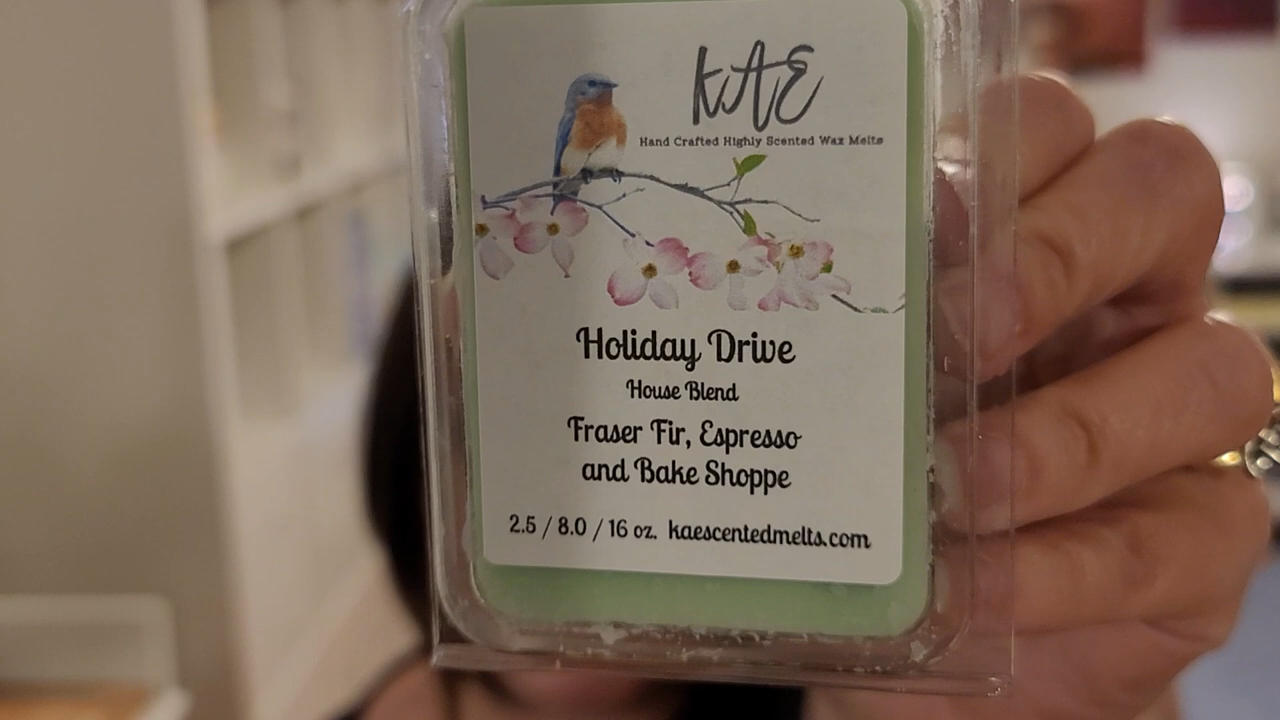 KAE
Hand Crafted Highly Scented Wax Melts
Holiday Drive
House Blend
Fraser Fir, Espresso
and Bake Shoppe
2.5 / 8.0 / 16 oz. kaescentedmelts.com